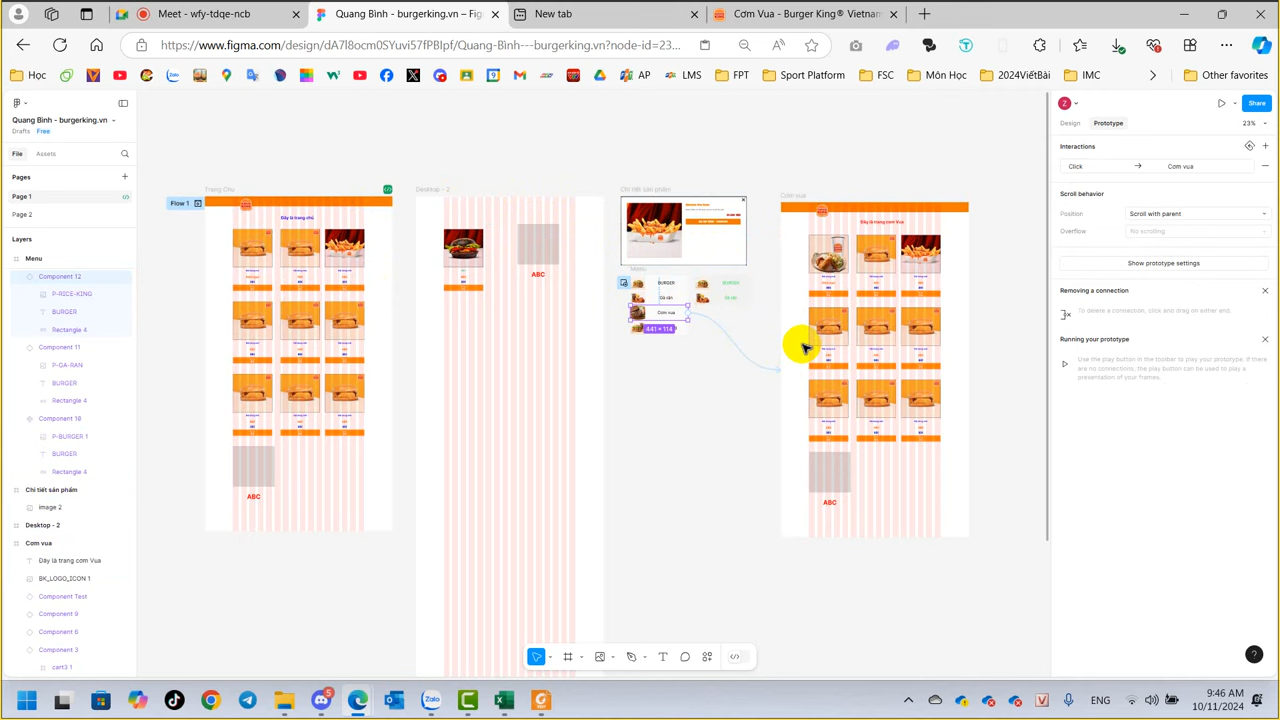 Meet - wfy-tdqe-ncb
Quang Bình - burgerking.vn – Fig
New tab
Cơm Vua - Burger King® Vietnam
https://www.figma.com/design/dA7l8ocm0SYuvi57fPBlpf/Quang-Bình---burgerking.vn?node-id=23...
Học
AP
LMS
FPT
Sport Platform
FSC
Môn Học
2024ViếtBài
IMC
Other favorites
Quang Bình - burgerking.vn
Drafts
Free
File
Assets
Pages
Page 1
Page 2
Layers
Menu
Component 12
P-RICE-KING
BURGER
Rectangle 4
Component 11
P-GA-RAN
BURGER
Rectangle 4
Component 10
P-BURGER 1
BURGER
Rectangle 4
Chi tiết sản phẩm
image 2
Desktop - 2
Cơm vua
Đây là trang cơm Vua
BK_LOGO_ICON 1
Component Test
Component 9
Component 6
Component 3
cart3 1
Trang Chủ
Flow 1
Đây là trang chủ
ABC
Desktop - 2
ABC
Chi tiết sản phẩm
Menu
BURGER
Gà rán
Cơm vua
441 × 114
BURGER
Gà rán
Cơm vua
Đây là trang cơm Vua
ABC
Z
Share
Design
Prototype
23%
Interactions
Click
Cơm vua
Scroll behavior
Position
Scroll with parent
Overflow
No scrolling
Show prototype settings
Removing a connection
To delete a connection, click and drag on either end.
Running your prototype
Use the play button in the toolbar to play your prototype. If
there are no connections, the play button can be used to play a
presentation of your frames.
5
Zalo
ENG
9:46 AM
10/11/2024